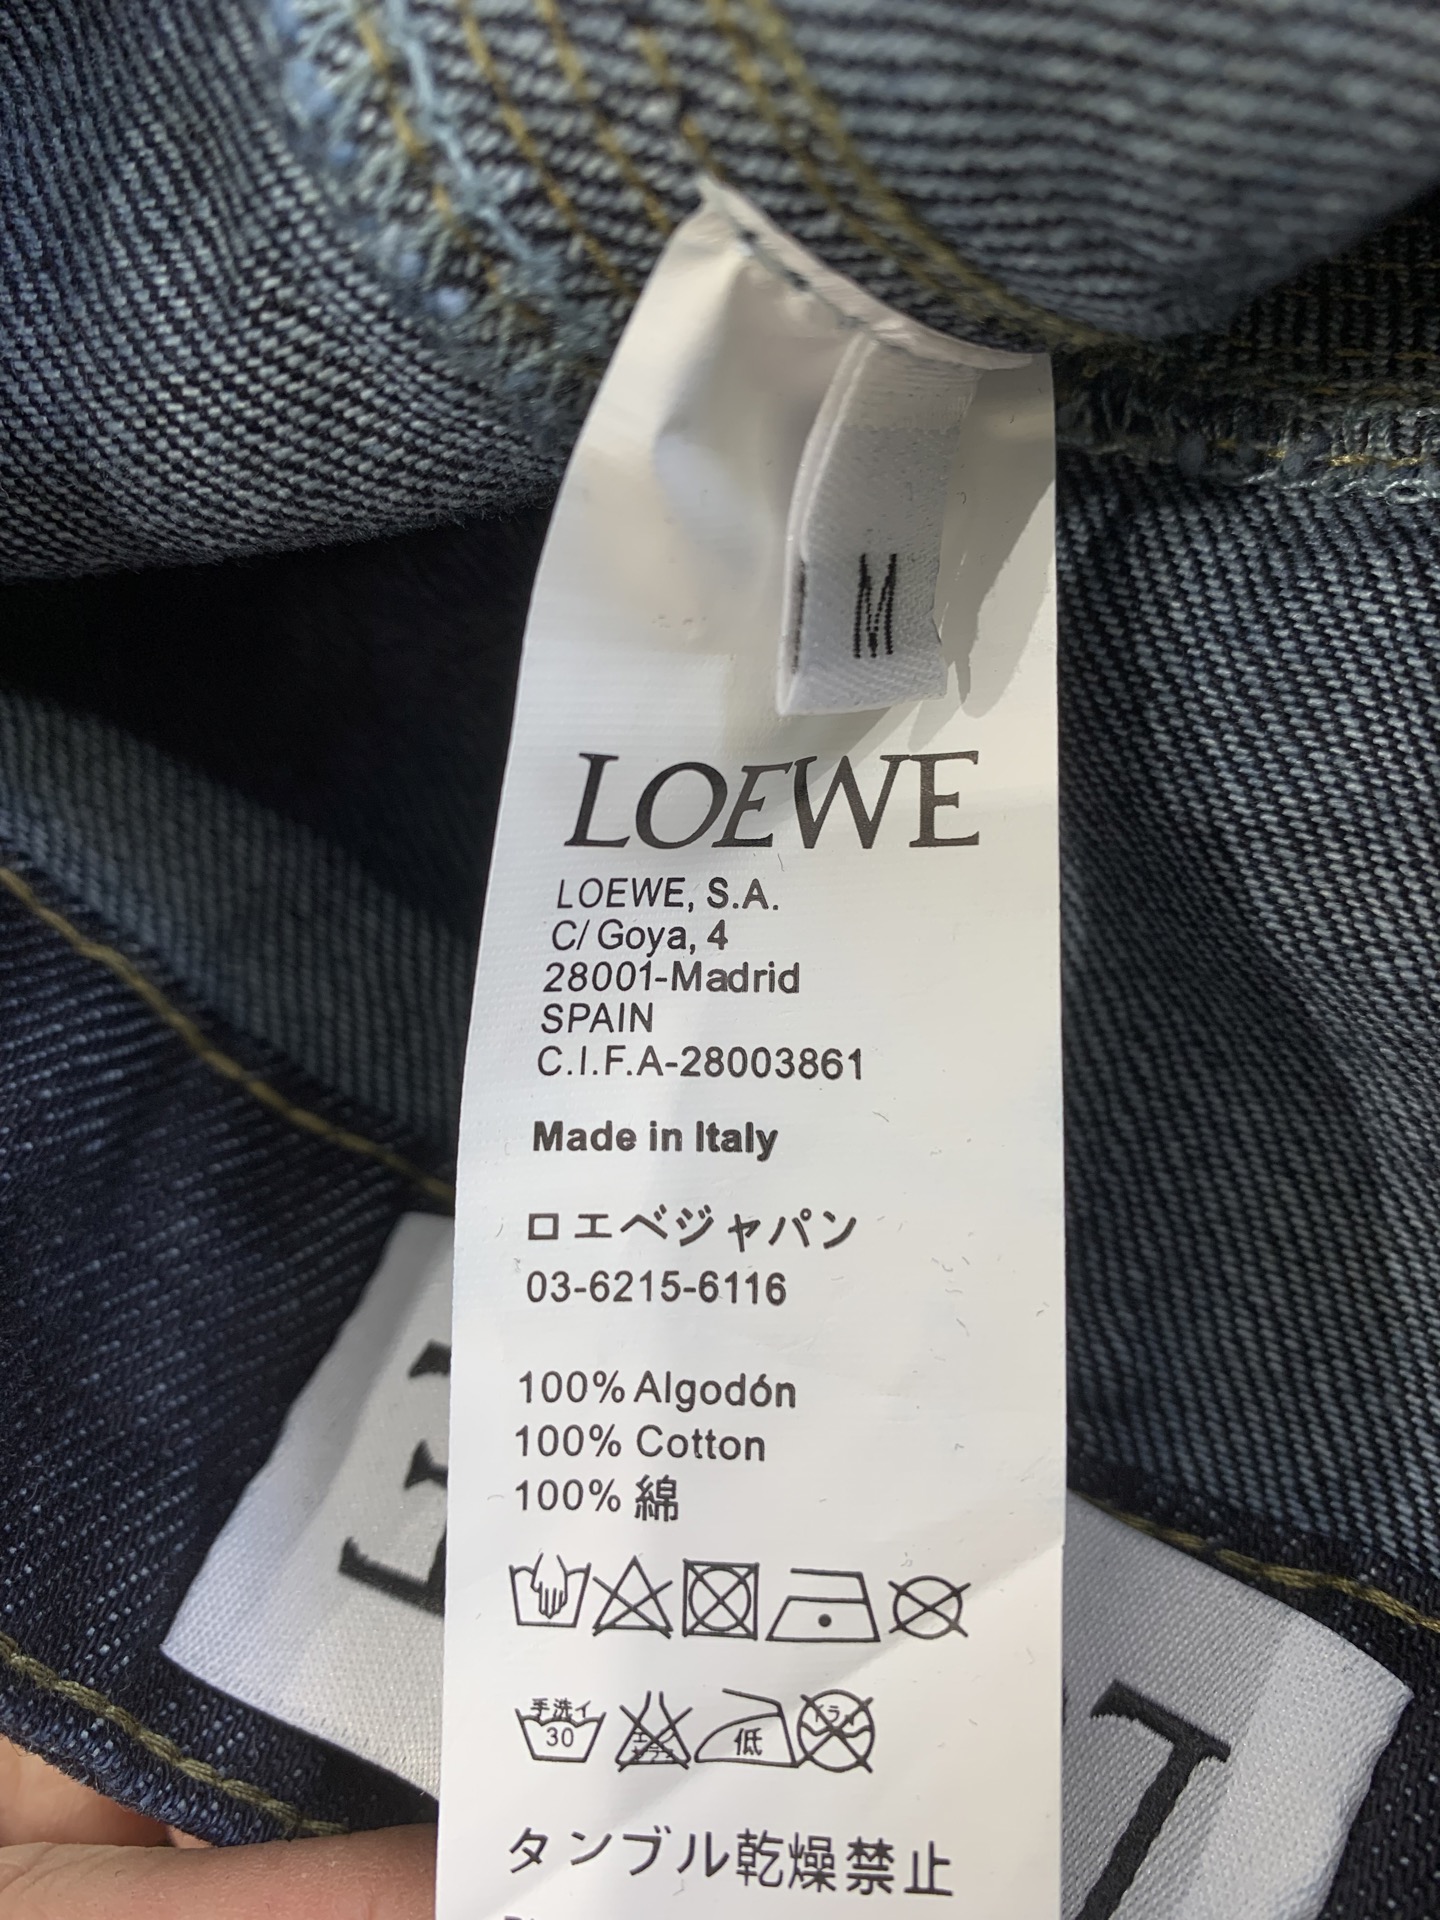 M
LOEWE
LOEWE, S.A.
C/ Goya, 4
28001-Madrid
SPAIN
C.I.F.A-28003861
Made in Italy
ロエベジャパン
03-6215-6116
100% Algodón
100% Cotton
100% 綿
手洗イ
30
低
タンブル乾燥禁止